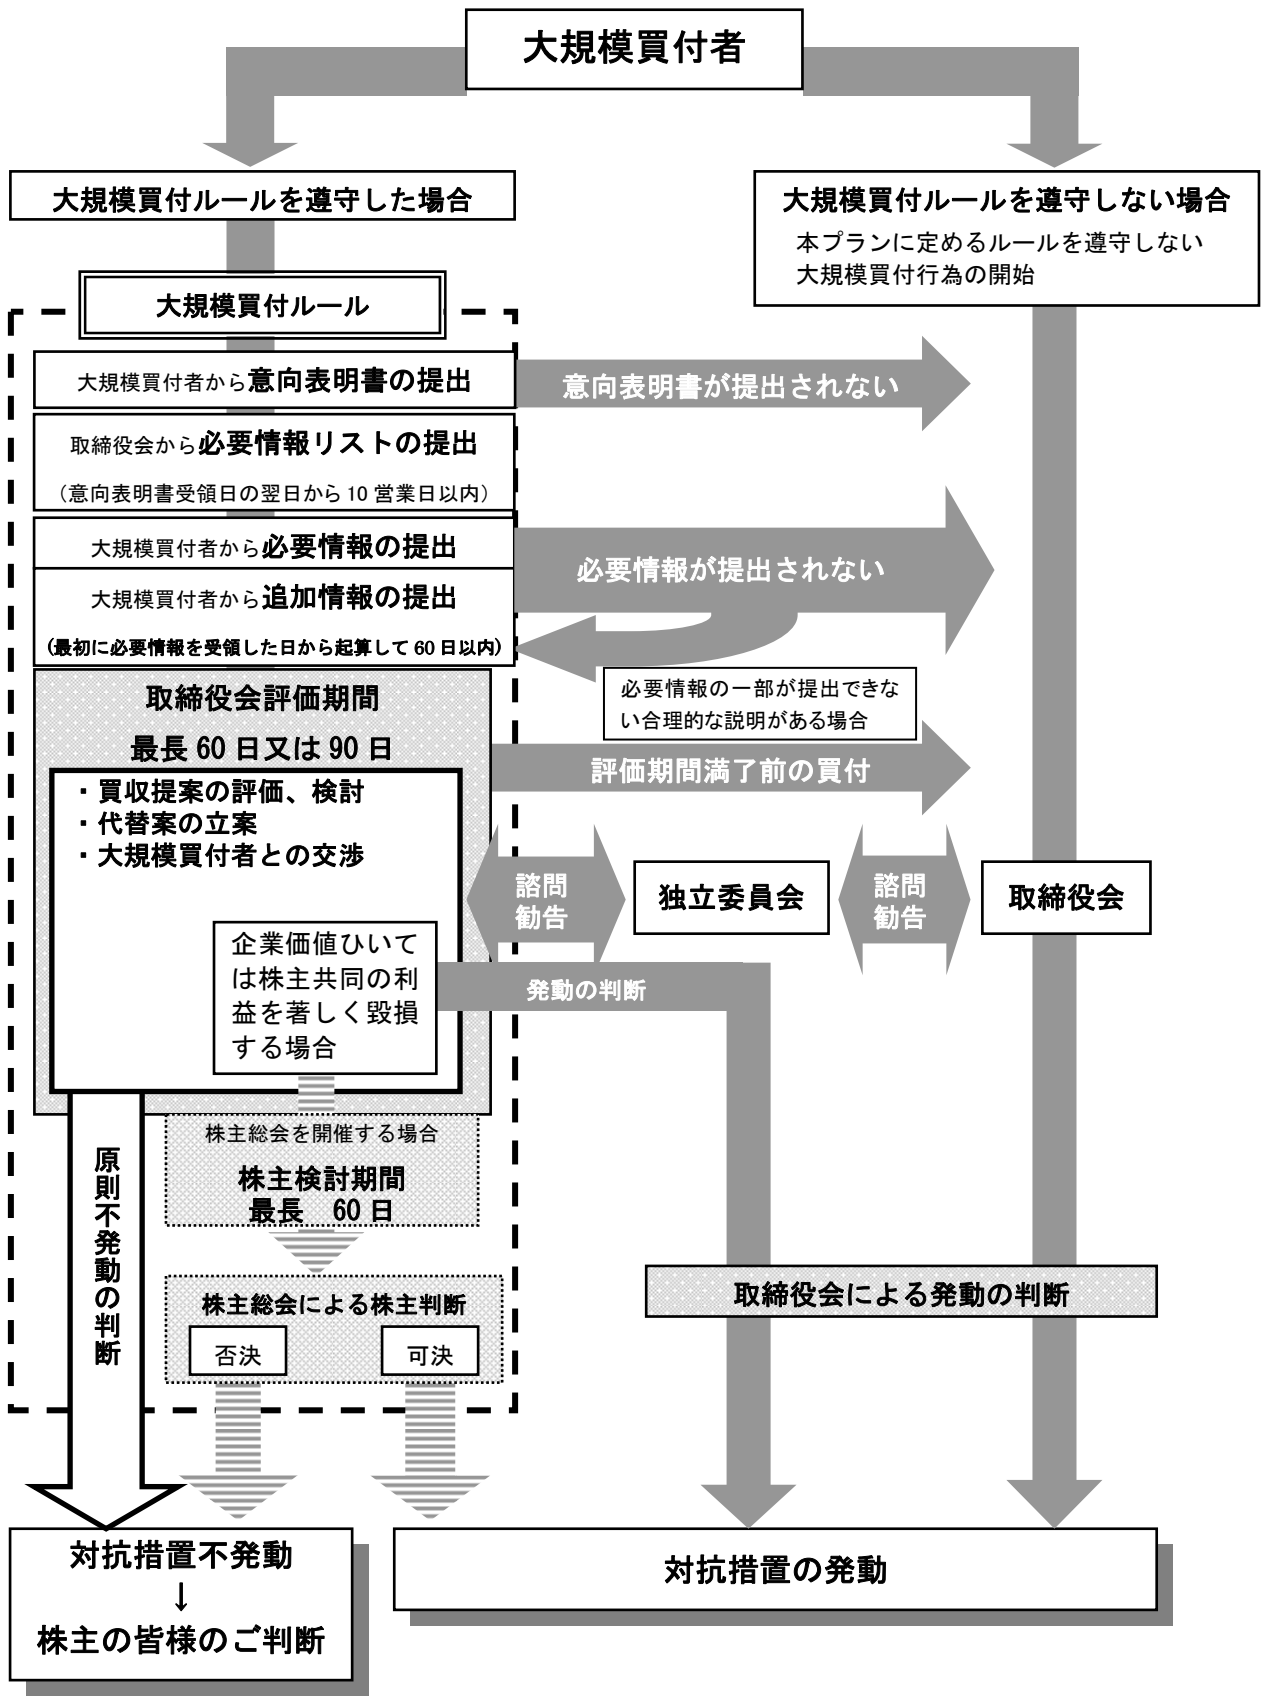 大規模買付者
大規模買付ルールを遵守した場合
大規模買付ルールを遵守しない場合
本プランに定めるルールを遵守しない
大規模買付行為の開始
大規模買付ルール
大規模買付者から意向表明書の提出
意向表明書が提出されない
取締役会から必要情報リストの提出
（意向表明書受領日の翌日から 10 営業日以内）
大規模買付者から必要情報の提出
必要情報が提出されない
大規模買付者から追加情報の提出
(最初に必要情報を受領した日から起算して 60 日以内)
必要情報の一部が提出できな
い合理的な説明がある場合
取締役会評価期間
最長 60 日又は 90 日
評価期間満了前の買付
・買収提案の評価、検討
・代替案の立案
・大規模買付者との交渉
諮問
勧告
独立委員会
諮問
勧告
取締役会
企業価値ひいて
は株主共同の利
益を著しく毀損
する場合
発動の判断
原則不発動の判断
株主総会を開催する場合
株主検討期間
最長　60 日
取締役会による発動の判断
株主総会による株主判断
否決
可決
対抗措置不発動
↓
株主の皆様のご判断
対抗措置の発動